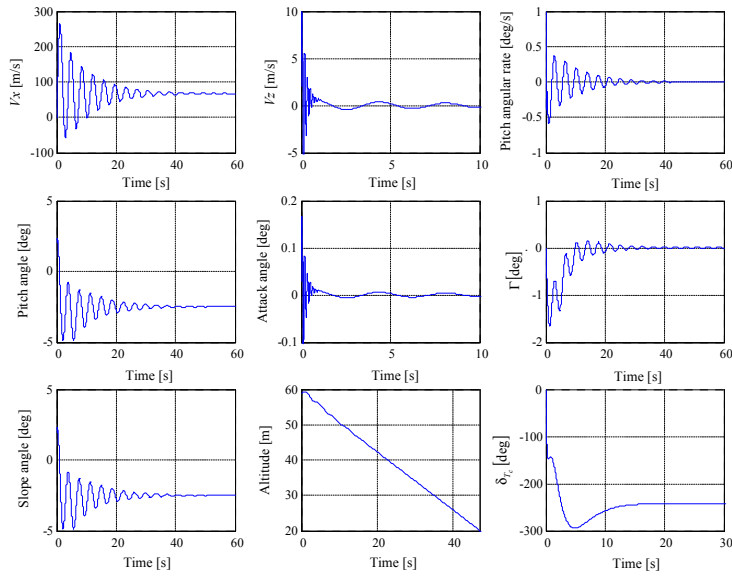 300
200
100
0
-100
Vx [m/s]
0 20 40 60
Time [s]
10
5
0
-5
Vz [m/s]
0 5 10
Time [s]
1
0.5
0
-0.5
-1
Pitch angular rate [deg/s]
0 20 40 60
Time [s]
5
0
-5
Pitch angle [deg]
0 20 40 60
Time [s]
0.2
0.1
0
-0.1
Attack angle [deg]
0 5 10
Time [s]
1
0
-1
-2
Γ [deg].
0 20 40 60
Time [s]
5
0
-5
Slope angle [deg]
0 20 40 60
Time [s]
60
50
40
30
20
Altitude [m]
0 20 40
Time [s]
0
-100
-200
-300
δTc [deg]
0 10 20 30
Time [s]